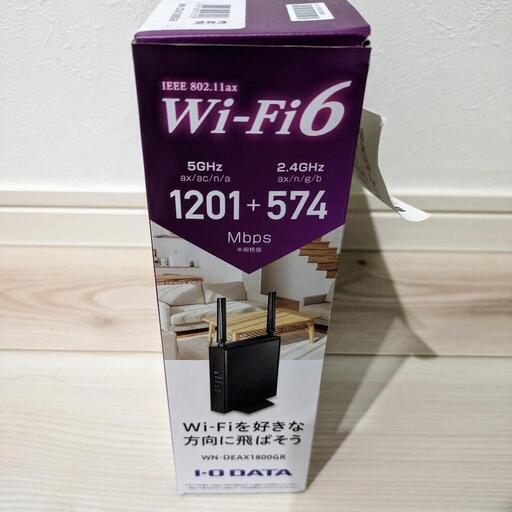 253
IEEE 802.11ax
Wi-Fi6
5GHz 2.4GHz
ax/ac/n/a ax/n/g/b
1201+574
Mbps
※規格値
Wi-Fiを好きな
方向に飛ばそう
WN-DEAX1800GR
I-O DATA